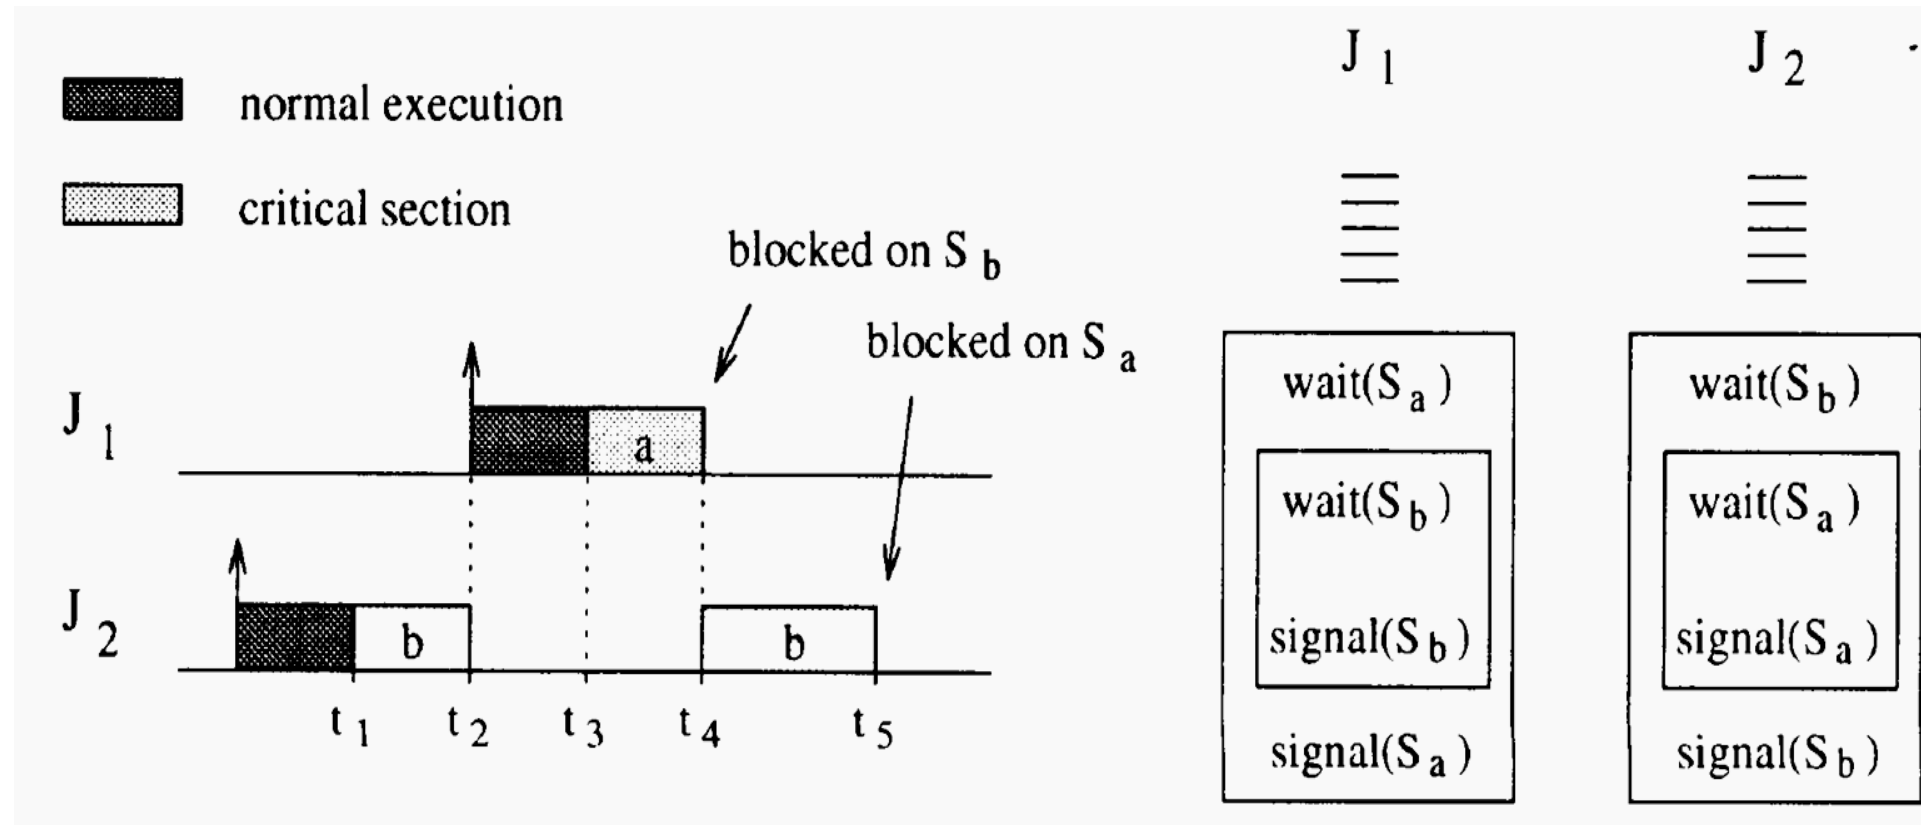 normal execution
critical section
blocked on S b
blocked on S a
J 1
a
J 2
b
b
t 1
t 2
t 3
t 4
t 5
J 1
wait(S a )
wait(S b )
signal(S b )
signal(S a )
J 2
wait(S b )
wait(S a )
signal(S a )
signal(S b )